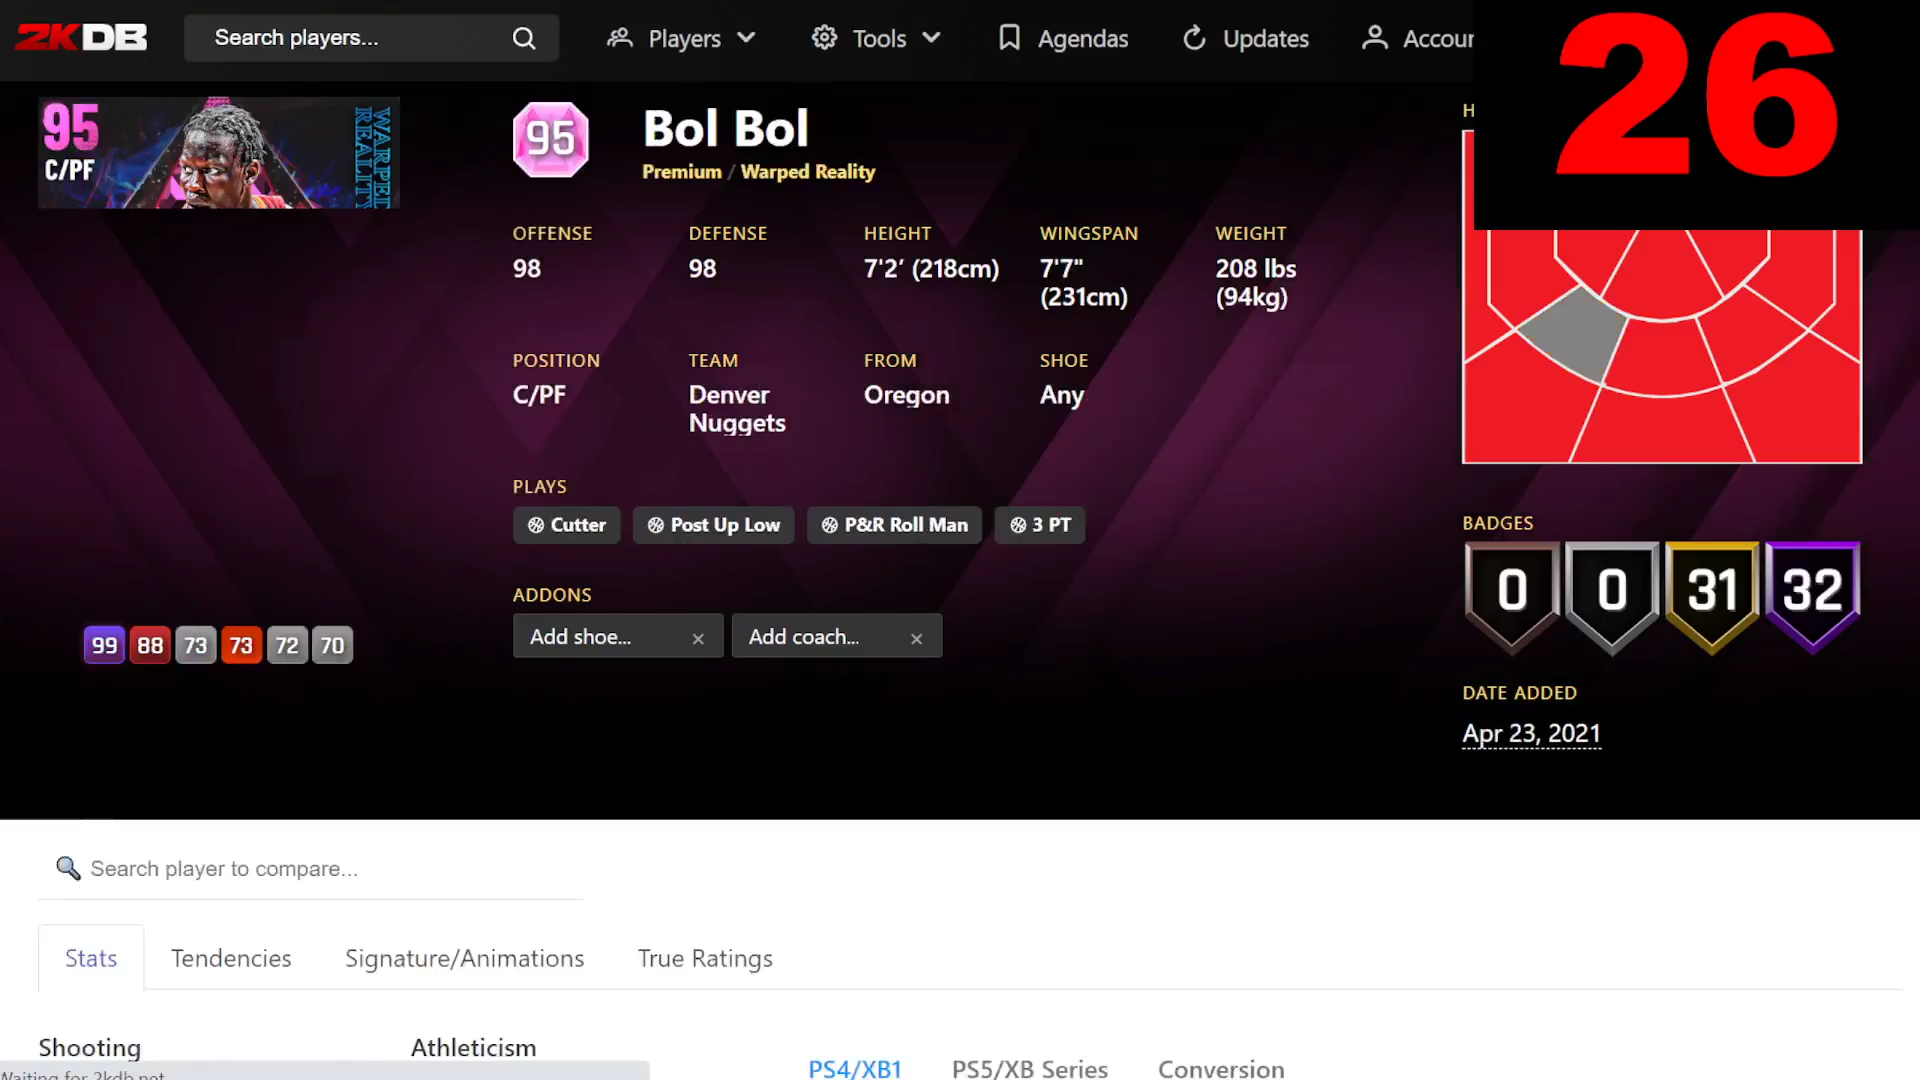 2KDB
Search players...
Players
Tools
Agendas
Updates
Accour
26
95
C/PF
WARPED
REALITY
95
Bol Bol
Premium / Warped Reality
H
OFFENSE
98
DEFENSE
98
HEIGHT
7'2' (218cm)
WINGSPAN
7'7"
(231cm)
WEIGHT
208 lbs
(94kg)
POSITION
C/PF
TEAM
Denver
Nuggets
FROM
Oregon
SHOE
Any
PLAYS
Cutter
Post Up Low
P&R Roll Man
3 PT
ADDONS
Add shoe... ×
Add coach... ×
99 88 73 73 72 70
BADGES
0 0 31 32
DATE ADDED
Apr 23, 2021
Search player to compare...
Stats
Tendencies
Signature/Animations
True Ratings
Shooting
Athleticism
PS4/XB1
PS5/XB Series
Conversion
Waiting for 2kdb.net